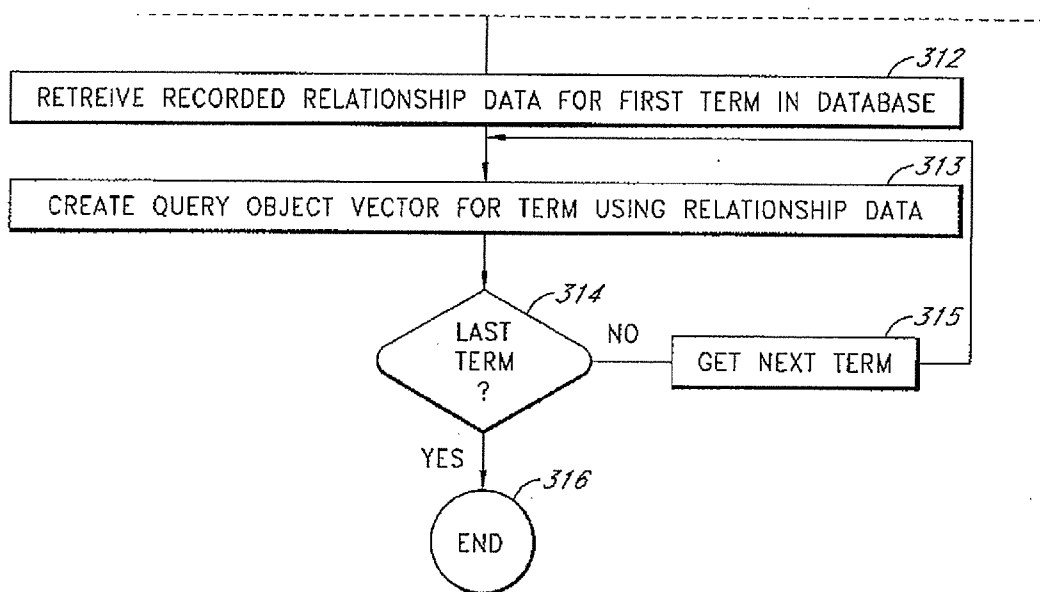 312
RETREIVE RECORDED RELATIONSHIP DATA FOR FIRST TERM IN DATABASE
313
CREATE QUERY OBJECT VECTOR FOR TERM USING RELATIONSHIP DATA
314
LAST
TERM
?
NO
315
GET NEXT TERM
YES
316
END